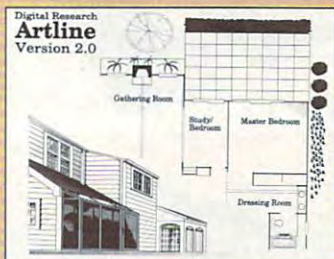 Digital Research
Artline
Version 2.0
Gathering Room
Study/
Bedroom
Master Bedroom
Dressing Room